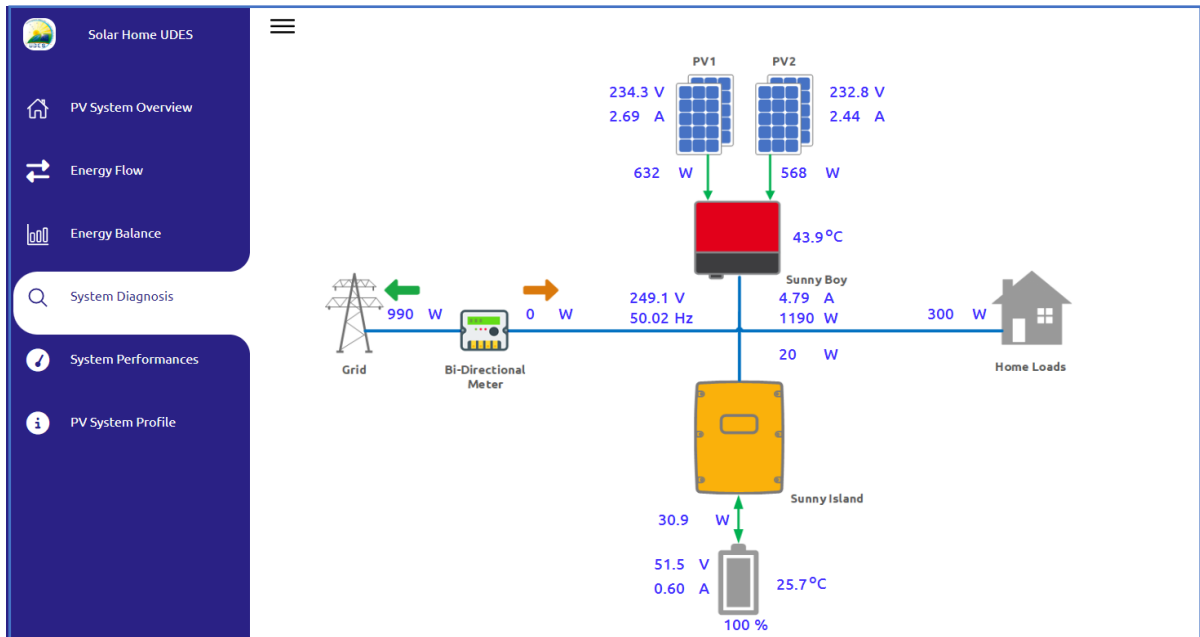 Solar Home UDES
UDES
PV System Overview
Energy Flow
Energy Balance
System Diagnosis
System Performances
PV System Profile
PV1 PV2
234.3 V 232.8 V
2.69 A 2.44 A
632 W 568 W
43.9 °C
Sunny Boy
249.1 V 4.79 A
990 W 0 W 50.02 Hz 1190 W 300 W
20 W
Grid Bi-Directional Meter Home Loads
Sunny Island
30.9 W
51.5 V
0.60 A 25.7 °C
100 %